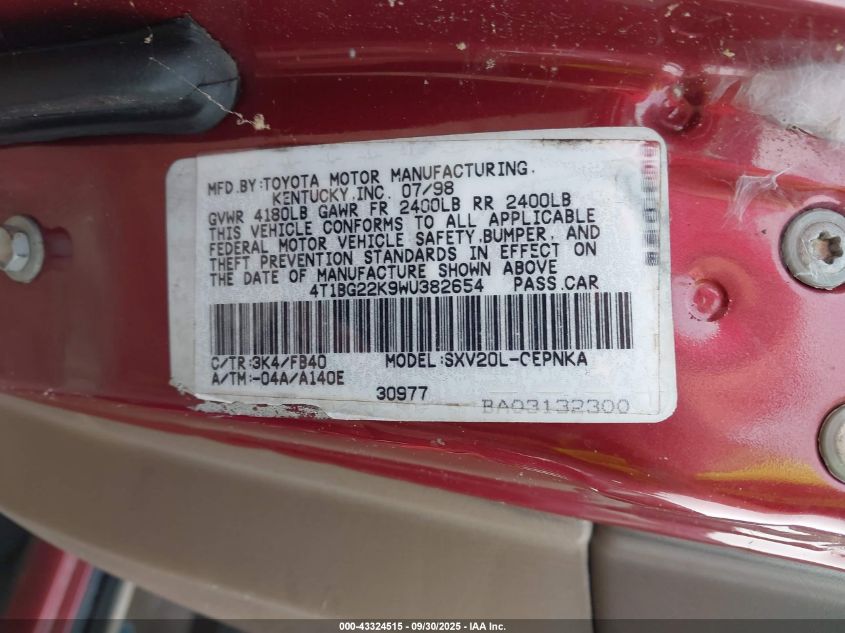 MFD.BY:TOYOTA MOTOR MANUFACTURING.
KENTUCKY,INC. 07/98
GVWR 4180LB GAWR FR 2400LB RR 2400LB
THIS VEHICLE CONFORMS TO ALL APPLICABLE
FEDERAL MOTOR VEHICLE SAFETY,BUMPER, AND
THEFT PREVENTION STANDARDS IN EFFECT ON
THE DATE OF MANUFACTURE SHOWN ABOVE
4T1BG22K9WU382654 PASS.CAR
C/TR:3K4/FB40 MODEL:SXV20L-CEPNKA
A/TM:-04A/A140E
30977
BA03132300
000-43324515 - 09/30/2025 - IAA Inc.